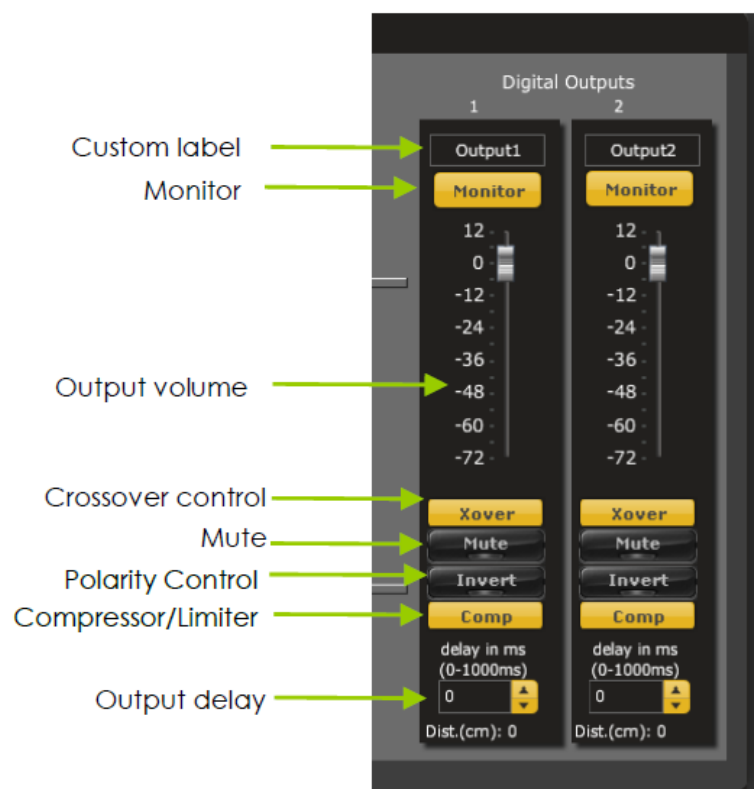 Digital Outputs
1 2
Custom label
Output1 Output2
Monitor
Monitor Monitor
12 12
0 0
-12 -12
-24 -24
-36 -36
Output volume
-48 -48
-60 -60
-72 -72
Crossover control
Xover Xover
Mute
Mute Mute
Polarity Control
Invert Invert
Compressor/Limiter
Comp Comp
delay in ms delay in ms
(0-1000ms) (0-1000ms)
Output delay
0 0
Dist.(cm): 0 Dist.(cm): 0